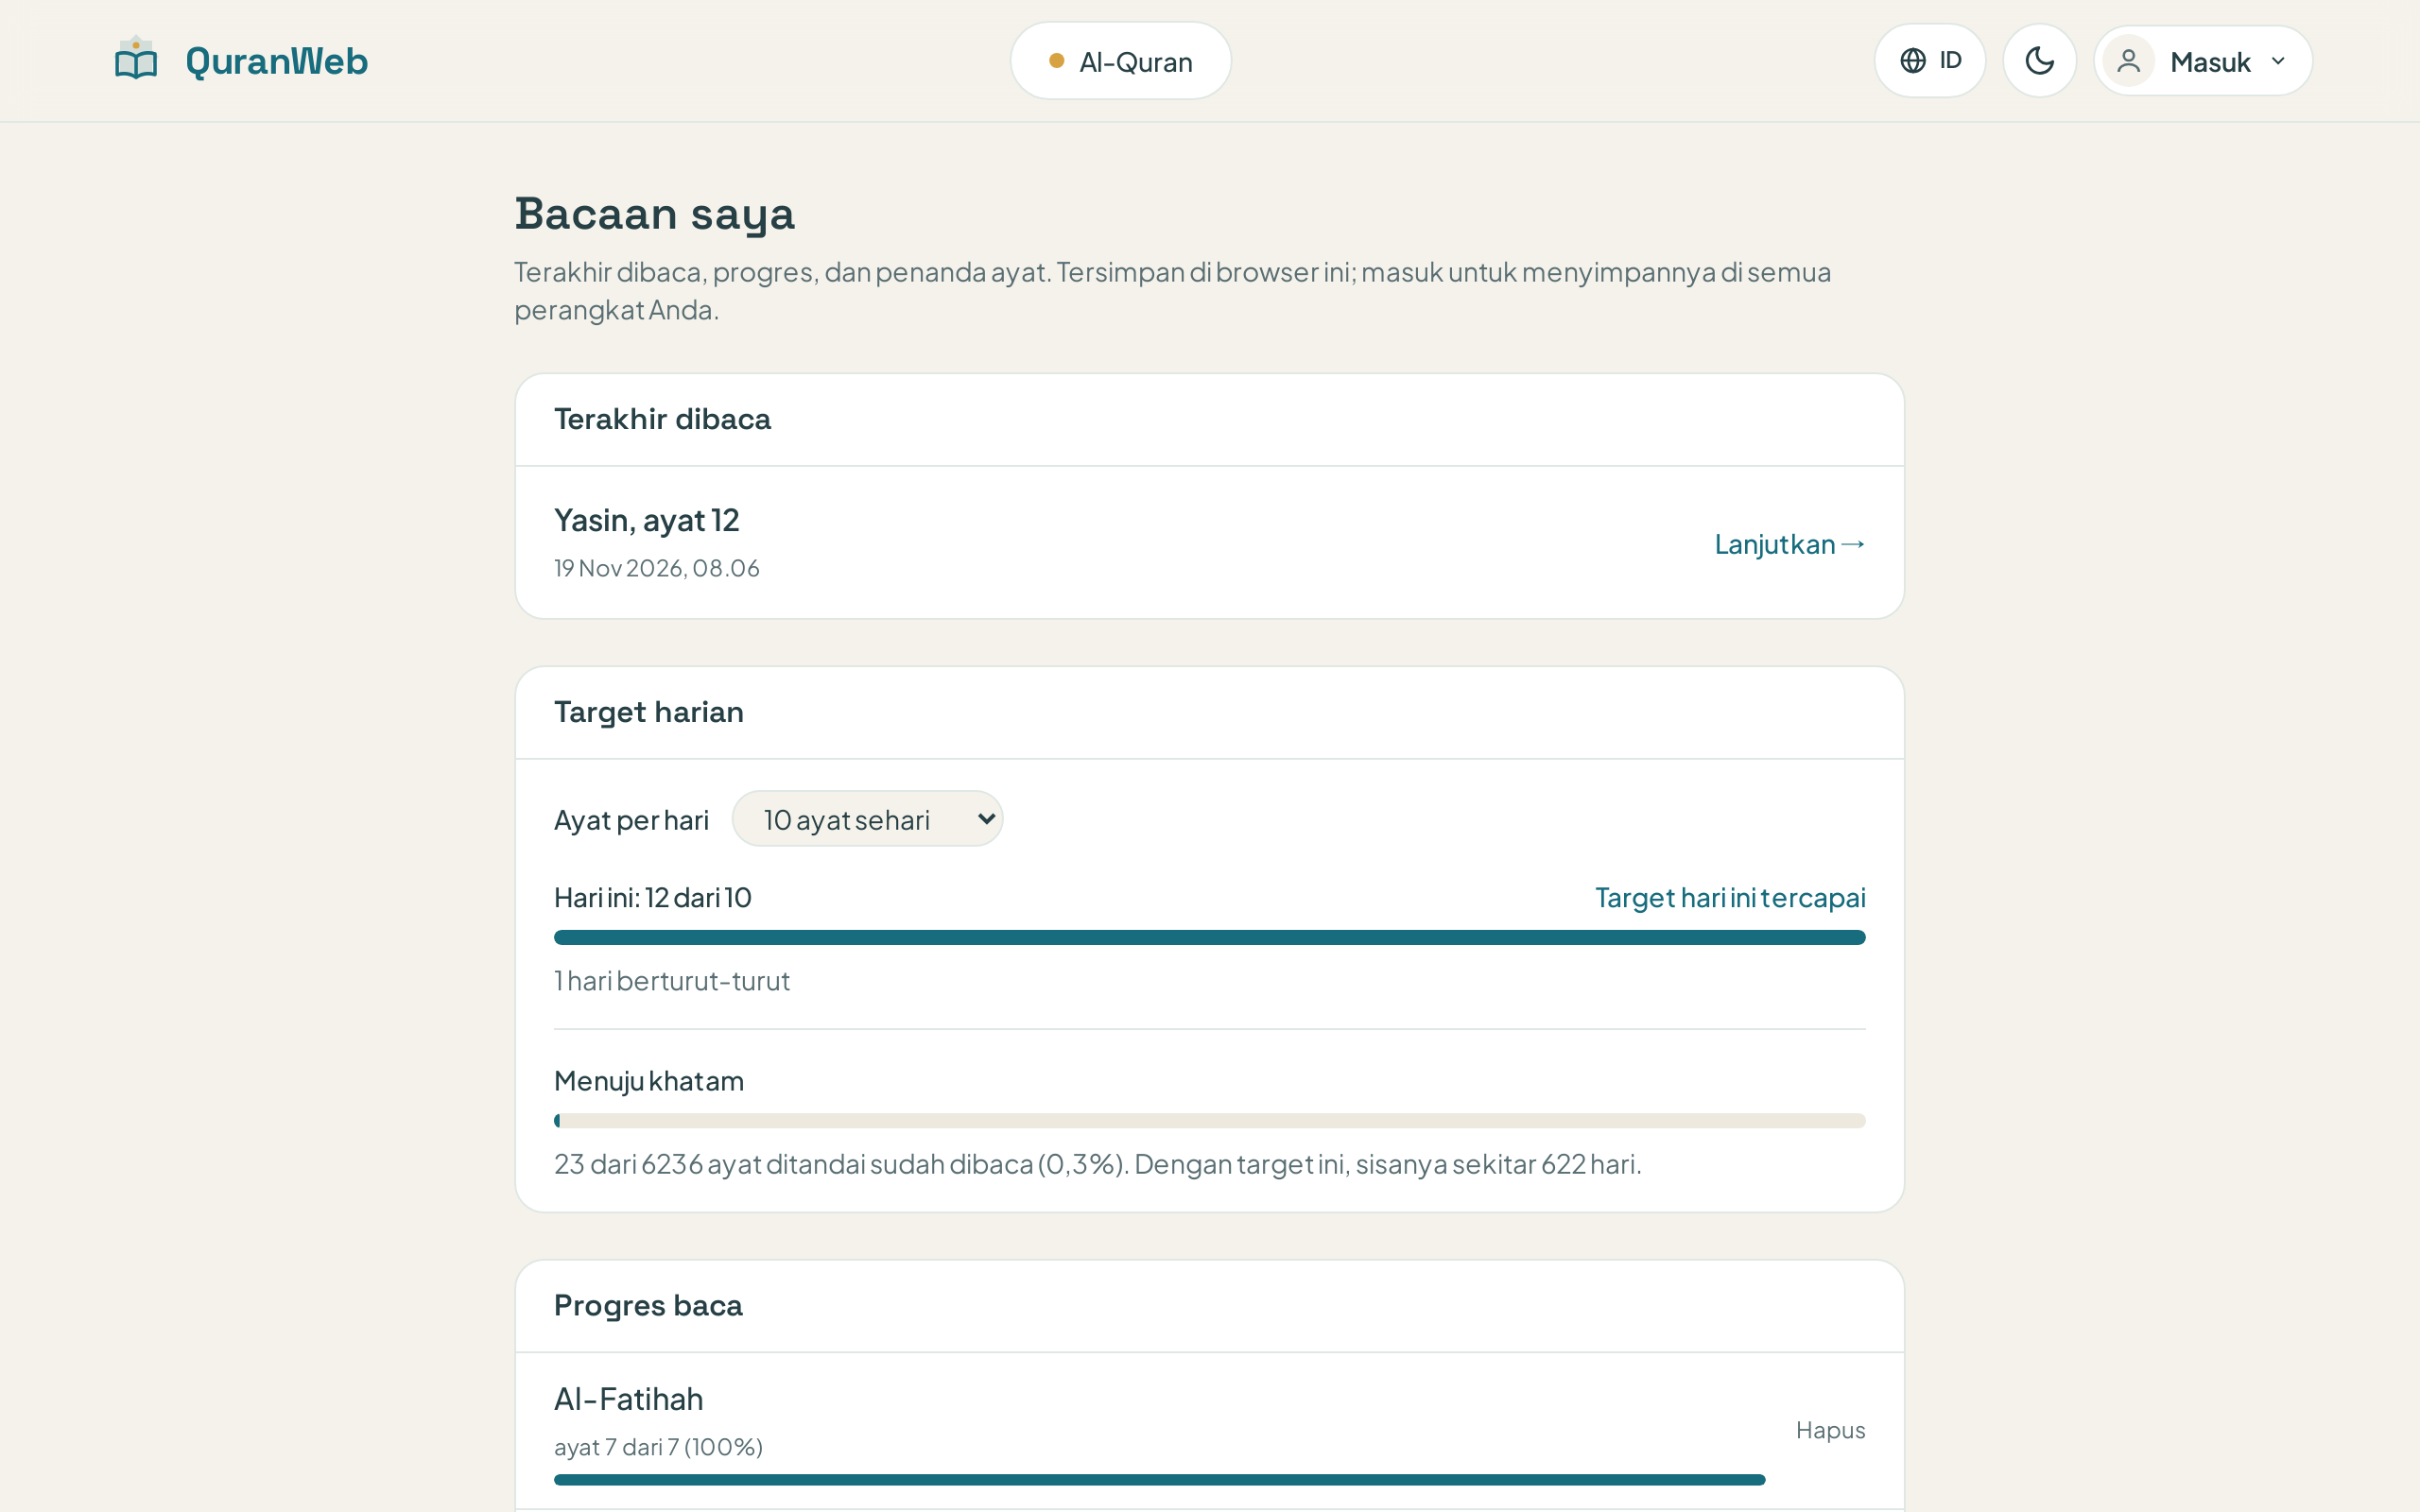 QuranWeb
Al-Quran
ID
Masuk
Bacaan saya
Terakhir dibaca, progres, dan penanda ayat. Tersimpan di browser ini; masuk untuk menyimpannya di semua
perangkat Anda.
Terakhir dibaca
Yasin, ayat 12
19 Nov 2026, 08.06
Lanjutkan →
Target harian
Ayat per hari
10 ayat sehari
Hari ini: 12 dari 10
Target hari ini tercapai
1 hari berturut-turut
Menuju khatam
23 dari 6236 ayat ditandai sudah dibaca (0,3%). Dengan target ini, sisanya sekitar 622 hari.
Progres baca
Al-Fatihah
ayat 7 dari 7 (100%)
Hapus